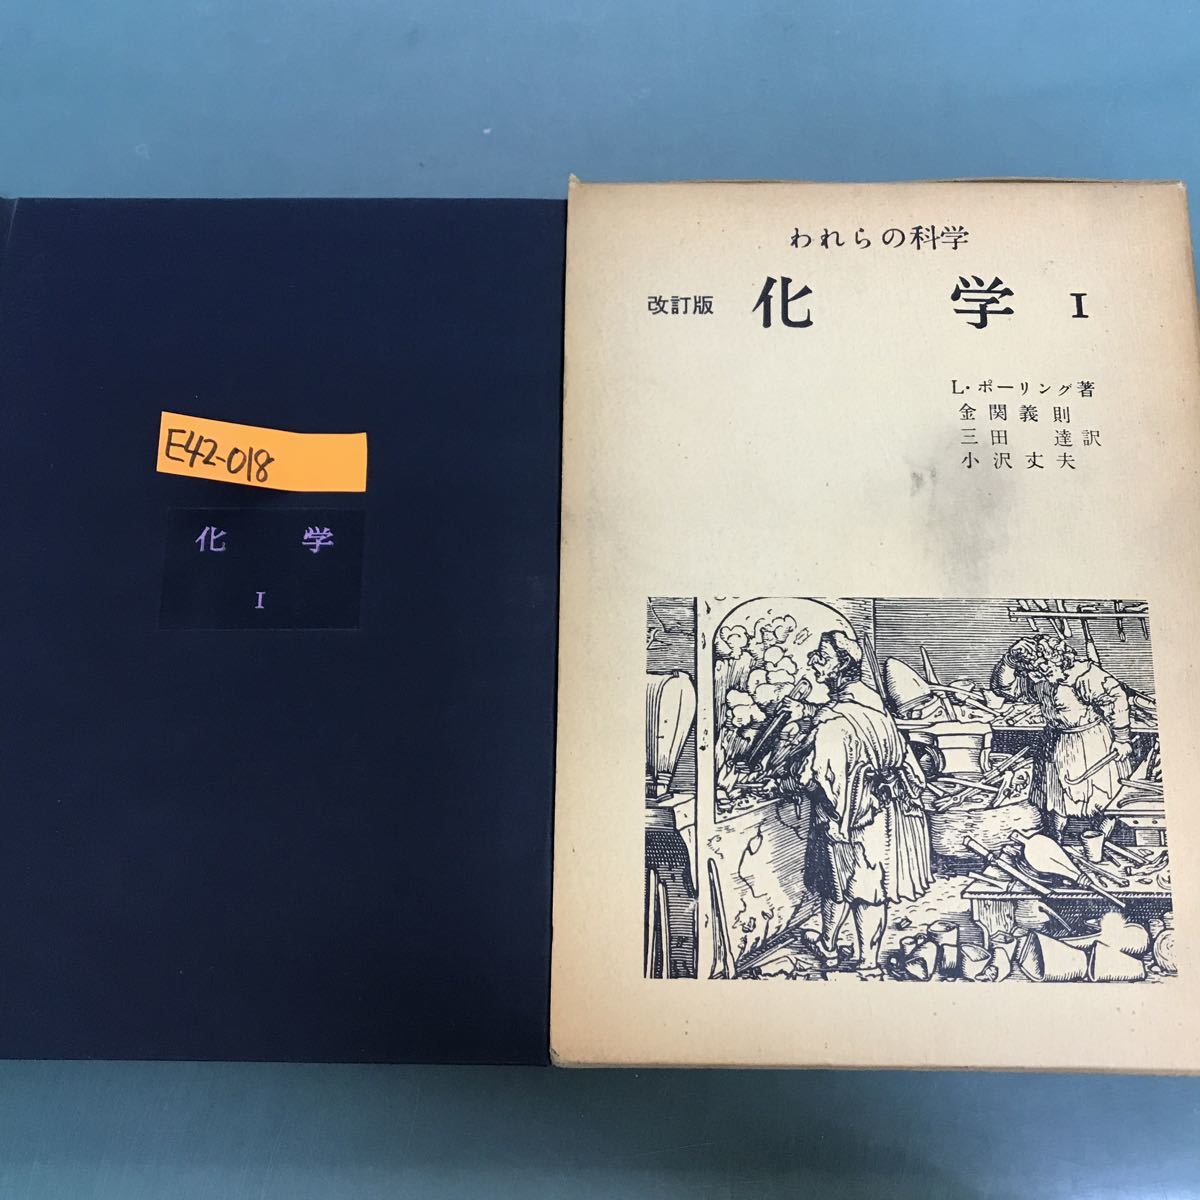 E42-018
化 学
I
われらの科学
改訂版 化 学 I
L・ポーリング著
金関義則
三田 達訳
小沢丈夫